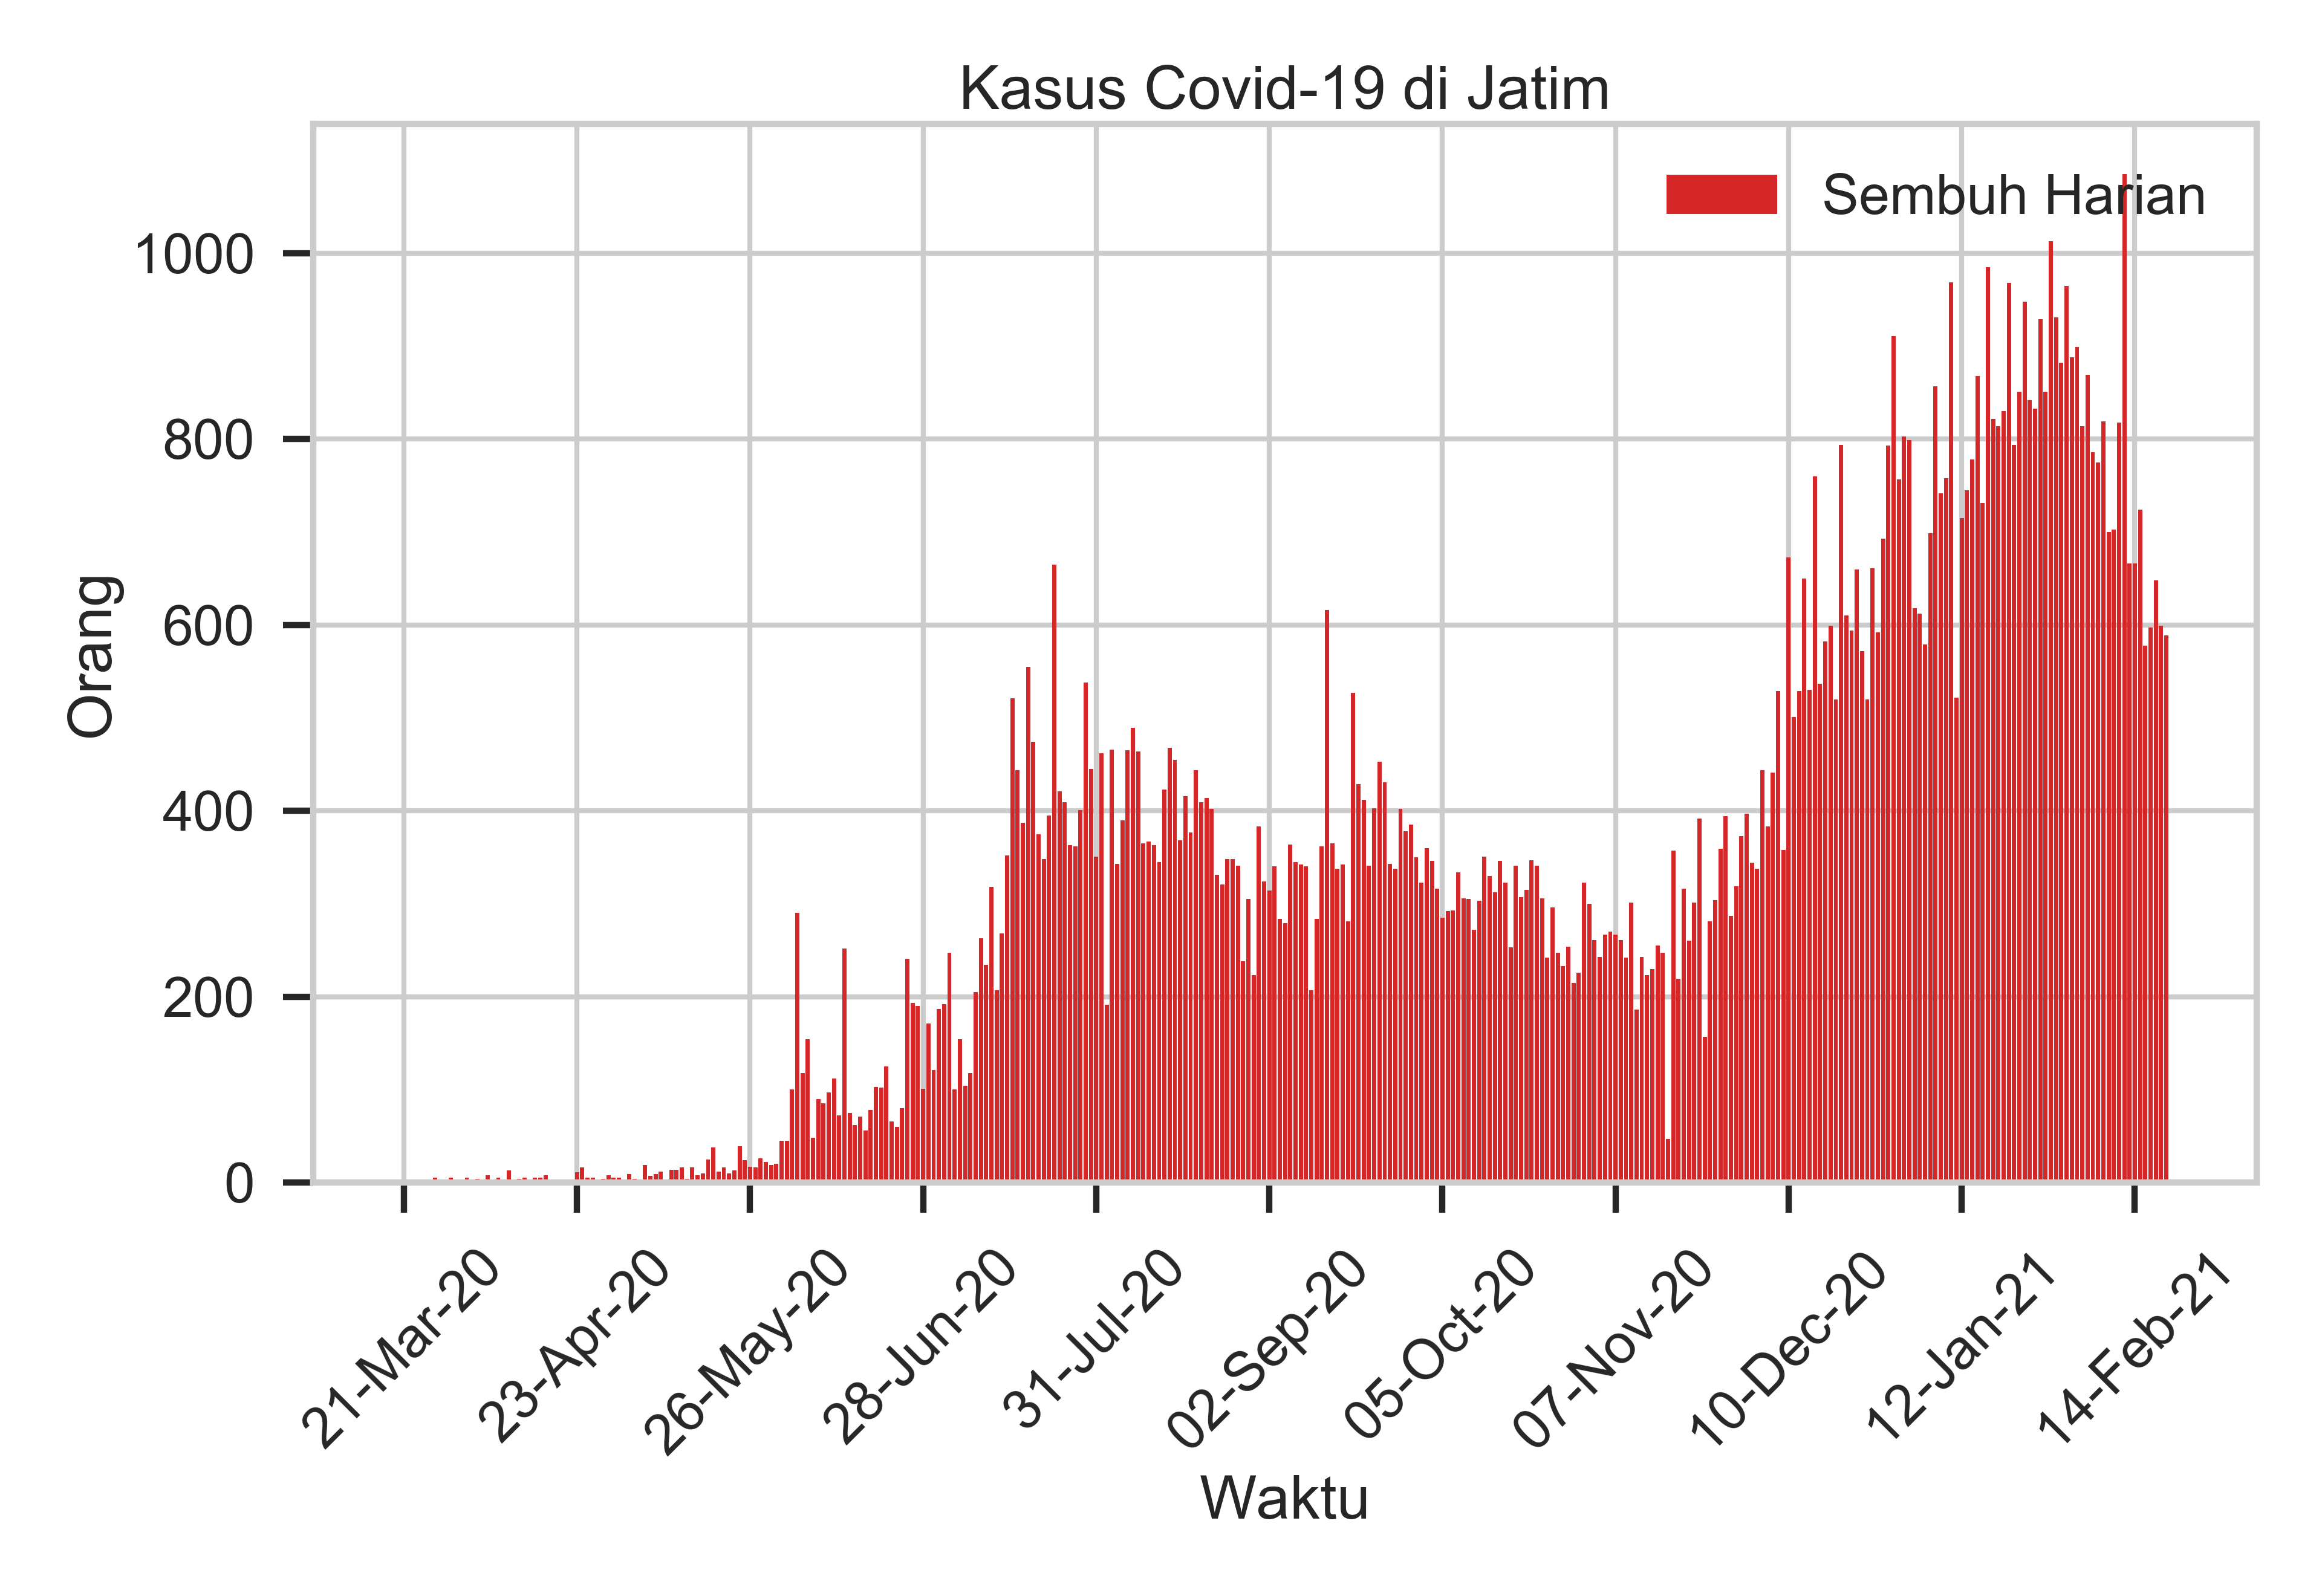 Kasus Covid-19 di Jatim
Sembuh Harian
Orang
1000
800
600
400
200
0
21-Mar-20
23-Apr-20
26-May-20
28-Jun-20
31-Jul-20
02-Sep-20
05-Oct-20
07-Nov-20
10-Dec-20
12-Jan-21
14-Feb-21
Waktu